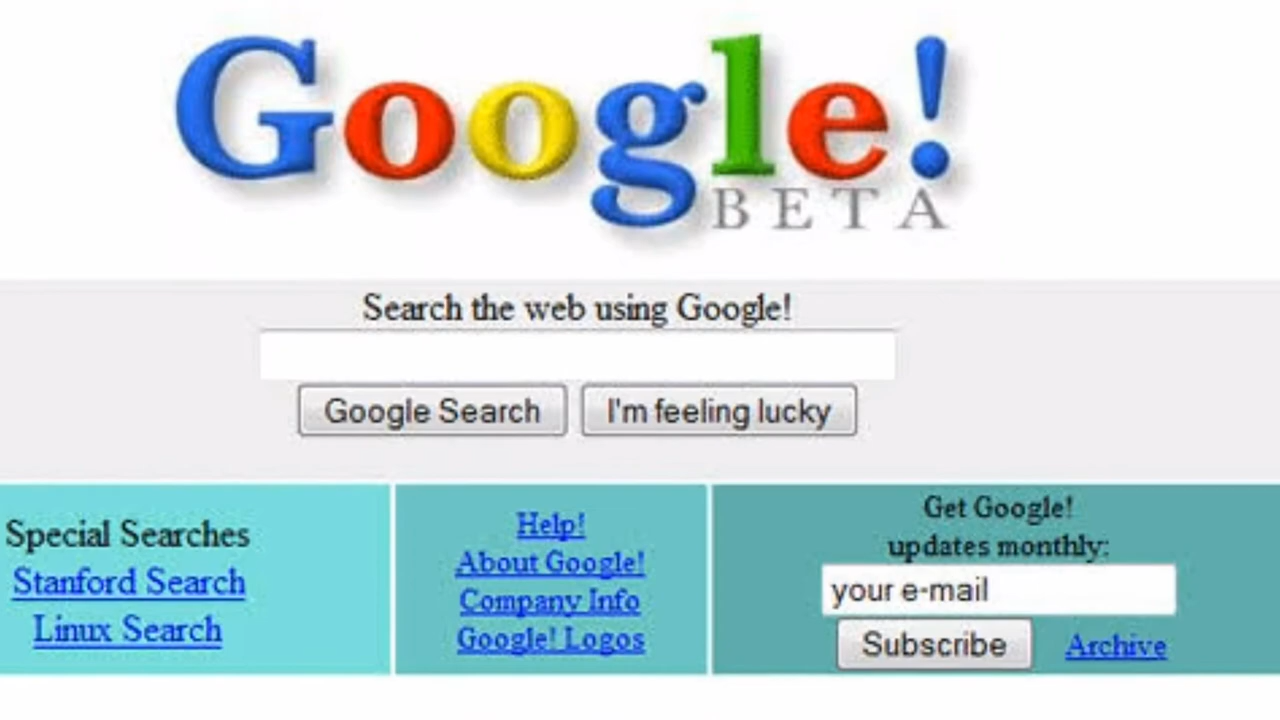 Google!
BETA
Search the web using Google!
Google Search I'm feeling lucky
Special Searches
Stanford Search
Linux Search
Help!
About Google!
Company Info
Google! Logos
Get Google!
updates monthly:
your e-mail
Subscribe Archive